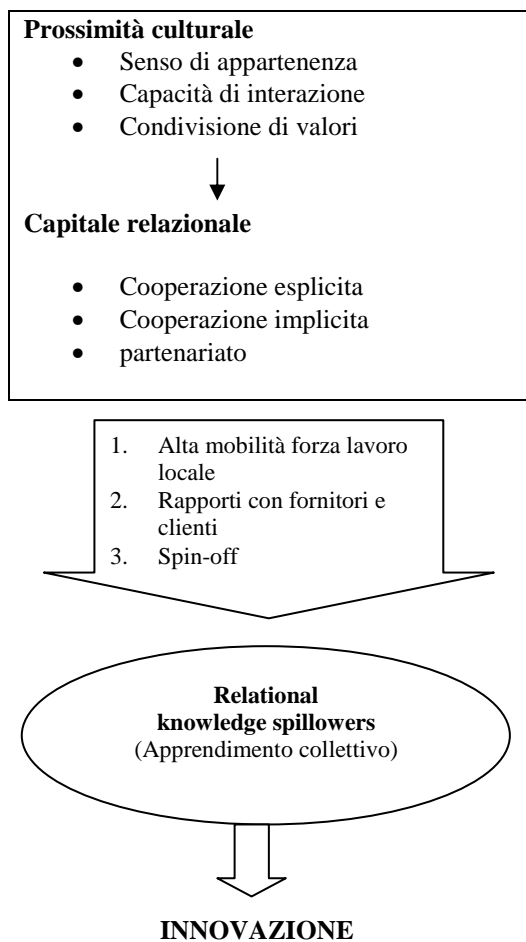 Prossimità culturale
• Senso di appartenenza
• Capacità di interazione
• Condivisione di valori
Capitale relazionale
• Cooperazione esplicita
• Cooperazione implicita
• partenariato
1. Alta mobilità forza lavoro
locale
2. Rapporti con fornitori e
clienti
3. Spin-off
Relational
knowledge spillowers
(Apprendimento collettivo)
INNOVAZIONE